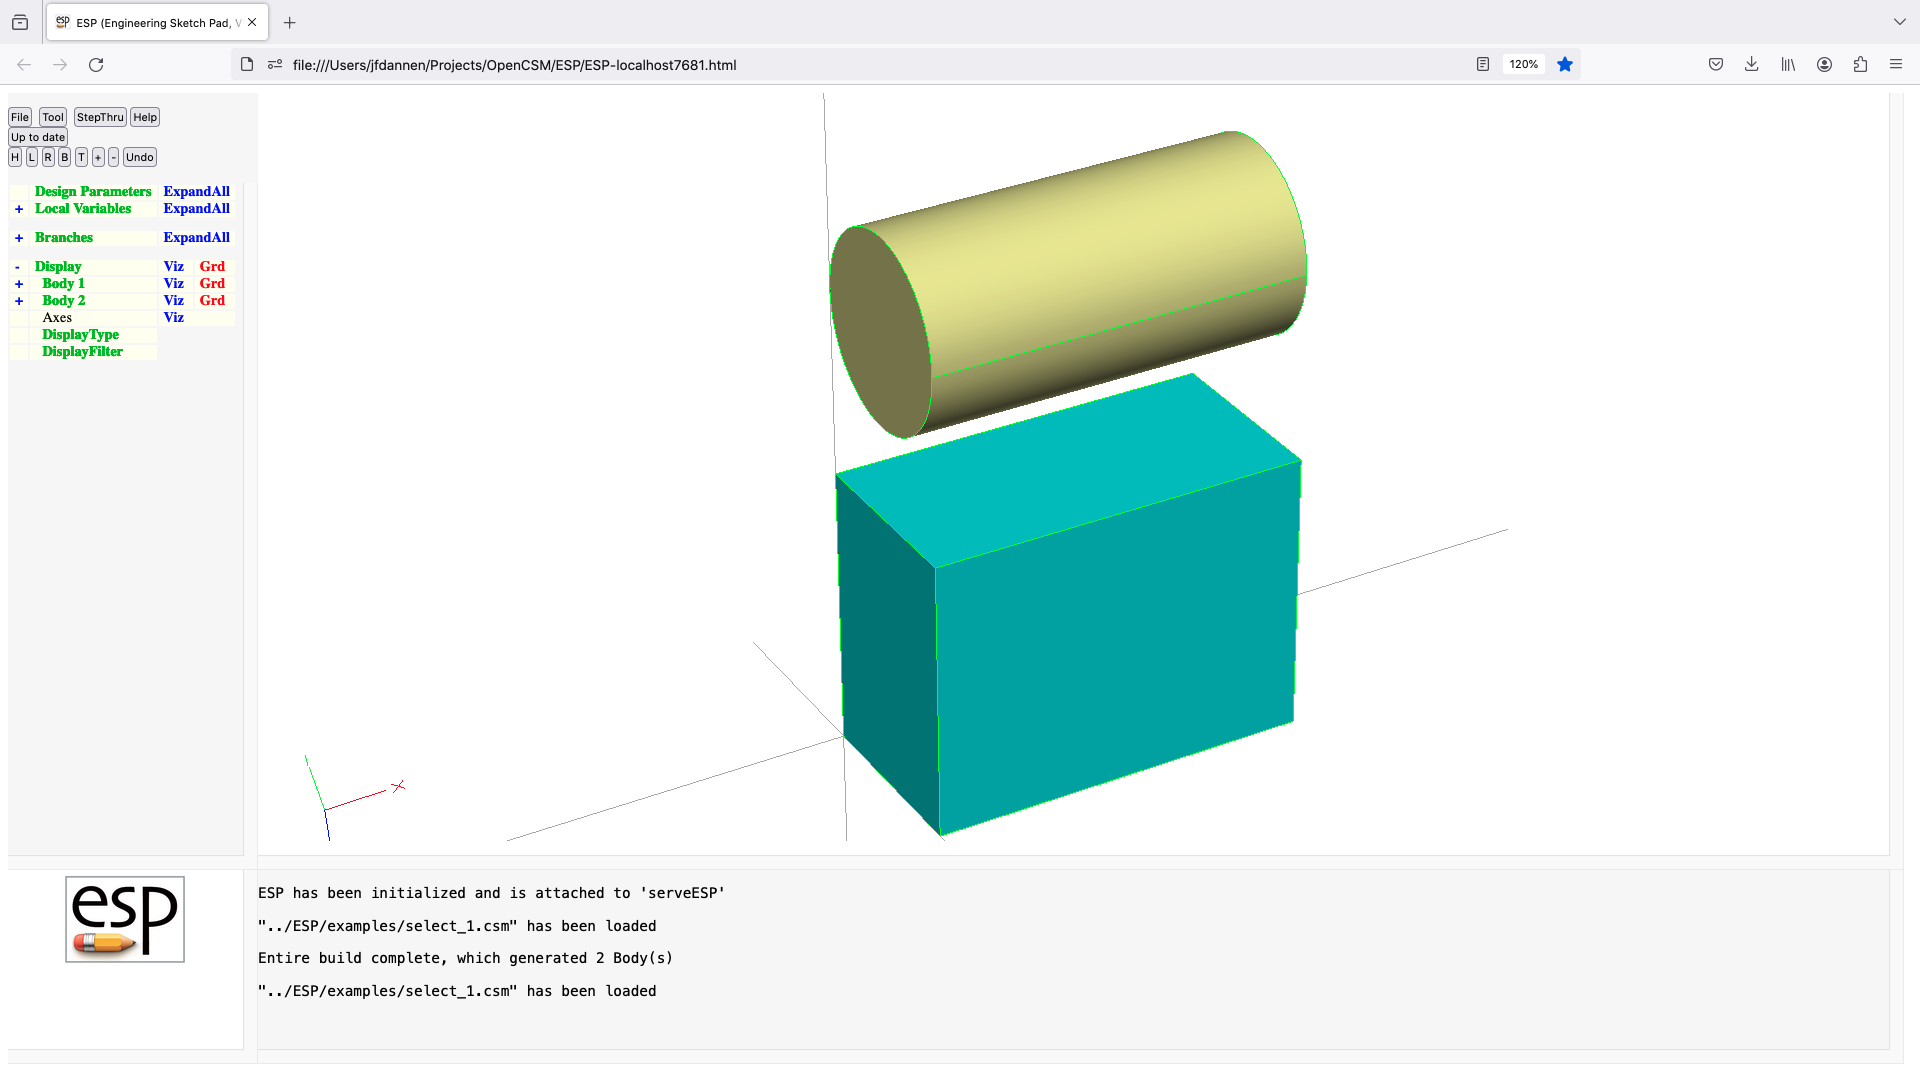 ESP (Engineering Sketch Pad, V
file:///Users/jfdannen/Projects/OpenCSM/ESP/ESP-localhost7681.html
120%
File Tool StepThru Help
Up to date
H L R B T + - Undo
Design Parameters ExpandAll
+ Local Variables ExpandAll
+ Branches ExpandAll
- Display Viz Grd
+ Body 1 Viz Grd
+ Body 2 Viz Grd
Axes Viz
DisplayType
DisplayFilter
X
esp
ESP has been initialized and is attached to 'serveESP'
"../ESP/examples/select_1.csm" has been loaded
Entire build complete, which generated 2 Body(s)
"../ESP/examples/select_1.csm" has been loaded